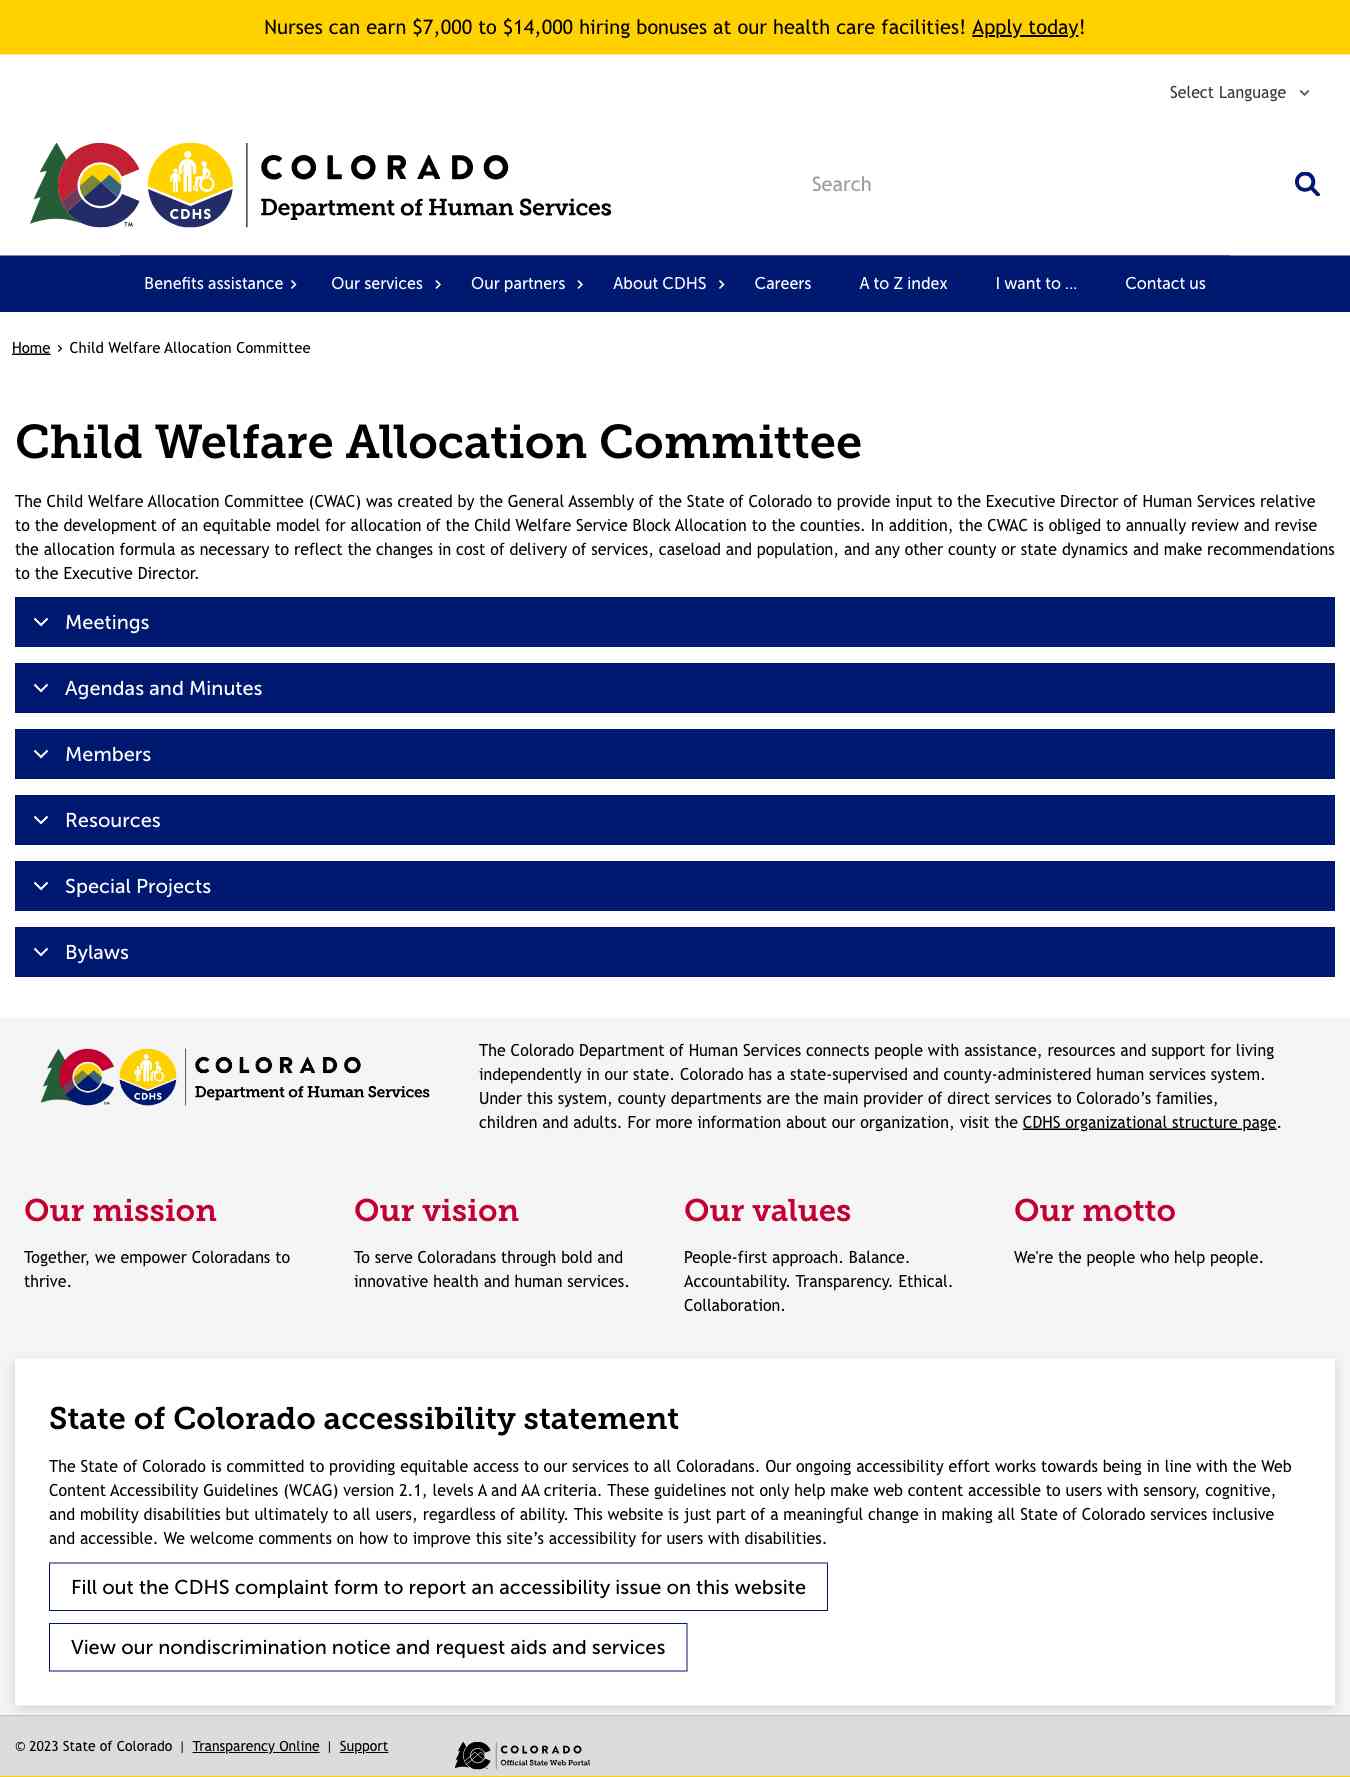 Nurses can earn $7,000 to $14,000 hiring bonuses at our health care facilities! Apply today!
Select Language
CDHS
TM
COLORADO
Department of Human Services
Search
Benefits assistance › Our services › Our partners › About CDHS › Careers A to Z index I want to ... Contact us
Home › Child Welfare Allocation Committee
Child Welfare Allocation Committee
The Child Welfare Allocation Committee (CWAC) was created by the General Assembly of the State of Colorado to provide input to the Executive Director of Human Services relative
to the development of an equitable model for allocation of the Child Welfare Service Block Allocation to the counties. In addition, the CWAC is obliged to annually review and revise
the allocation formula as necessary to reflect the changes in cost of delivery of services, caseload and population, and any other county or state dynamics and make recommendations
to the Executive Director.
Meetings
Agendas and Minutes
Members
Resources
Special Projects
Bylaws
CDHS
TM
COLORADO
Department of Human Services
The Colorado Department of Human Services connects people with assistance, resources and support for living
independently in our state. Colorado has a state-supervised and county-administered human services system.
Under this system, county departments are the main provider of direct services to Colorado’s families,
children and adults. For more information about our organization, visit the CDHS organizational structure page.
Our mission
Together, we empower Coloradans to
thrive.
Our vision
To serve Coloradans through bold and
innovative health and human services.
Our values
People-first approach. Balance.
Accountability. Transparency. Ethical.
Collaboration.
Our motto
We're the people who help people.
State of Colorado accessibility statement
The State of Colorado is committed to providing equitable access to our services to all Coloradans. Our ongoing accessibility effort works towards being in line with the Web
Content Accessibility Guidelines (WCAG) version 2.1, levels A and AA criteria. These guidelines not only help make web content accessible to users with sensory, cognitive,
and mobility disabilities but ultimately to all users, regardless of ability. This website is just part of a meaningful change in making all State of Colorado services inclusive
and accessible. We welcome comments on how to improve this site’s accessibility for users with disabilities.
Fill out the CDHS complaint form to report an accessibility issue on this website
View our nondiscrimination notice and request aids and services
© 2023 State of Colorado | Transparency Online | Support
COLORADO
Official State Web Portal